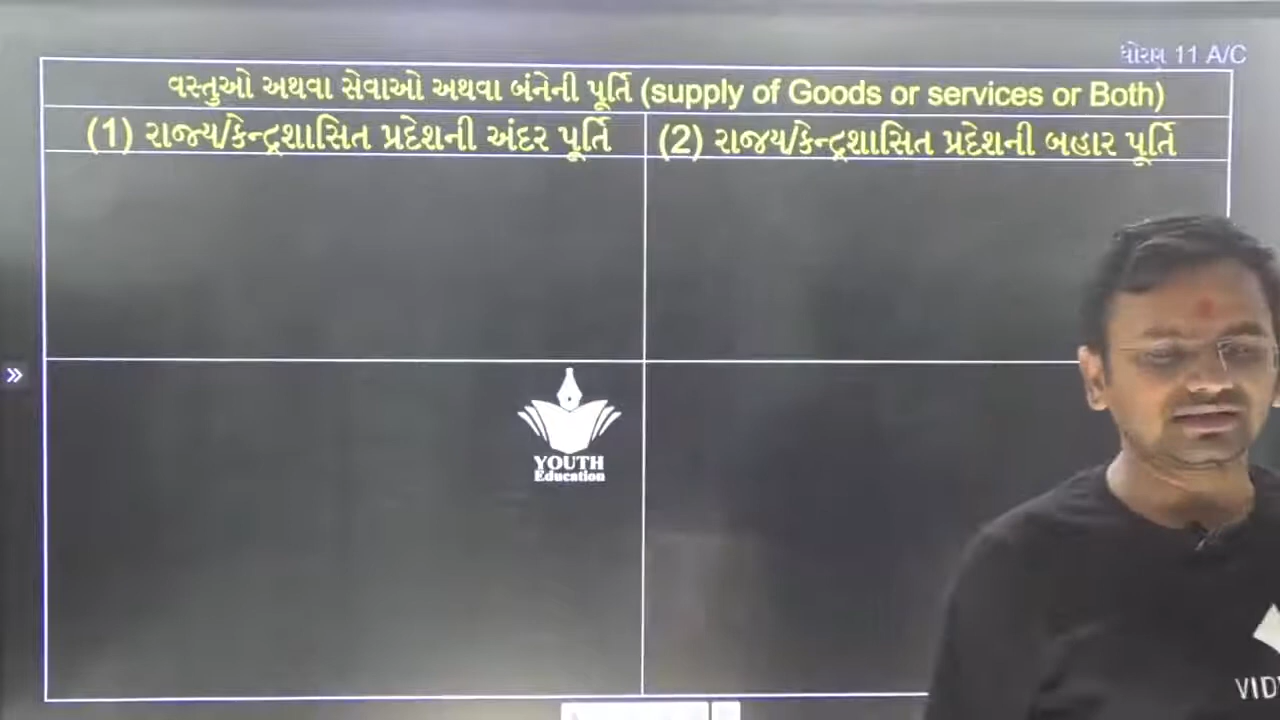 ધોરણ 11 A/C
વસ્તુઓ અથવા સેવાઓ અથવા બંનેની પૂર્તિ (supply of Goods or services or Both)
(1) રાજ્ય/કેન્દ્રશાસિત પ્રદેશની અંદર પૂર્તિ
(2) રાજ્ય/કેન્દ્રશાસિત પ્રદેશની બહાર પૂર્તિ
»
YOUTH
Education